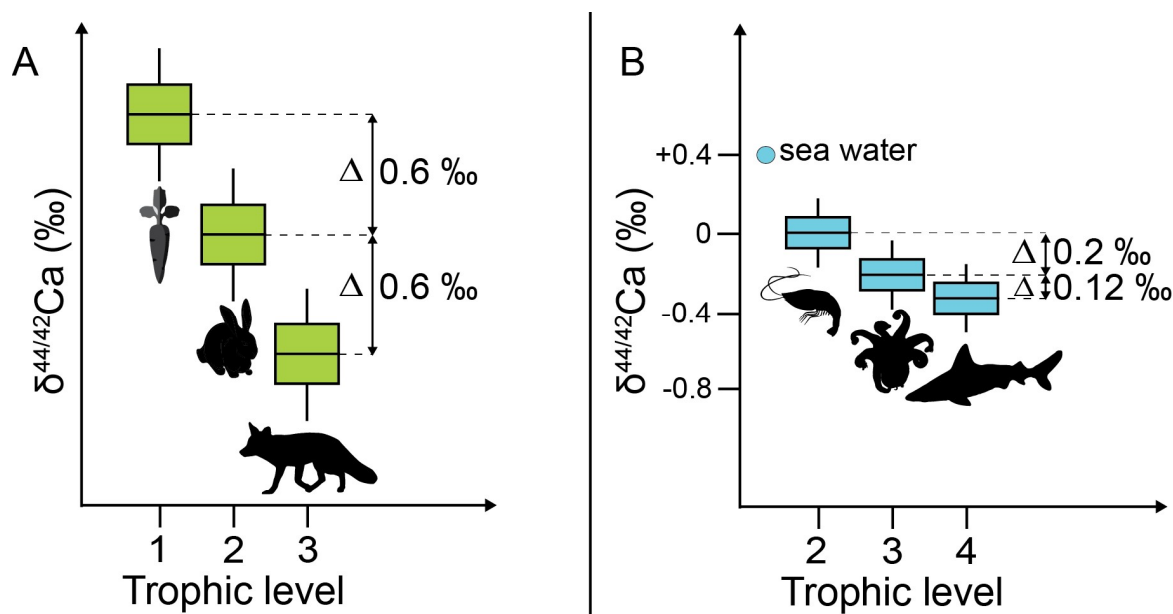 A
δ44/42Ca (‰)
Δ 0.6 ‰
Δ 0.6 ‰
1 2 3
Trophic level
B
δ44/42Ca (‰)
+0.4
sea water
0
Δ 0.2 ‰
Δ 0.12 ‰
-0.4
-0.8
2 3 4
Trophic level